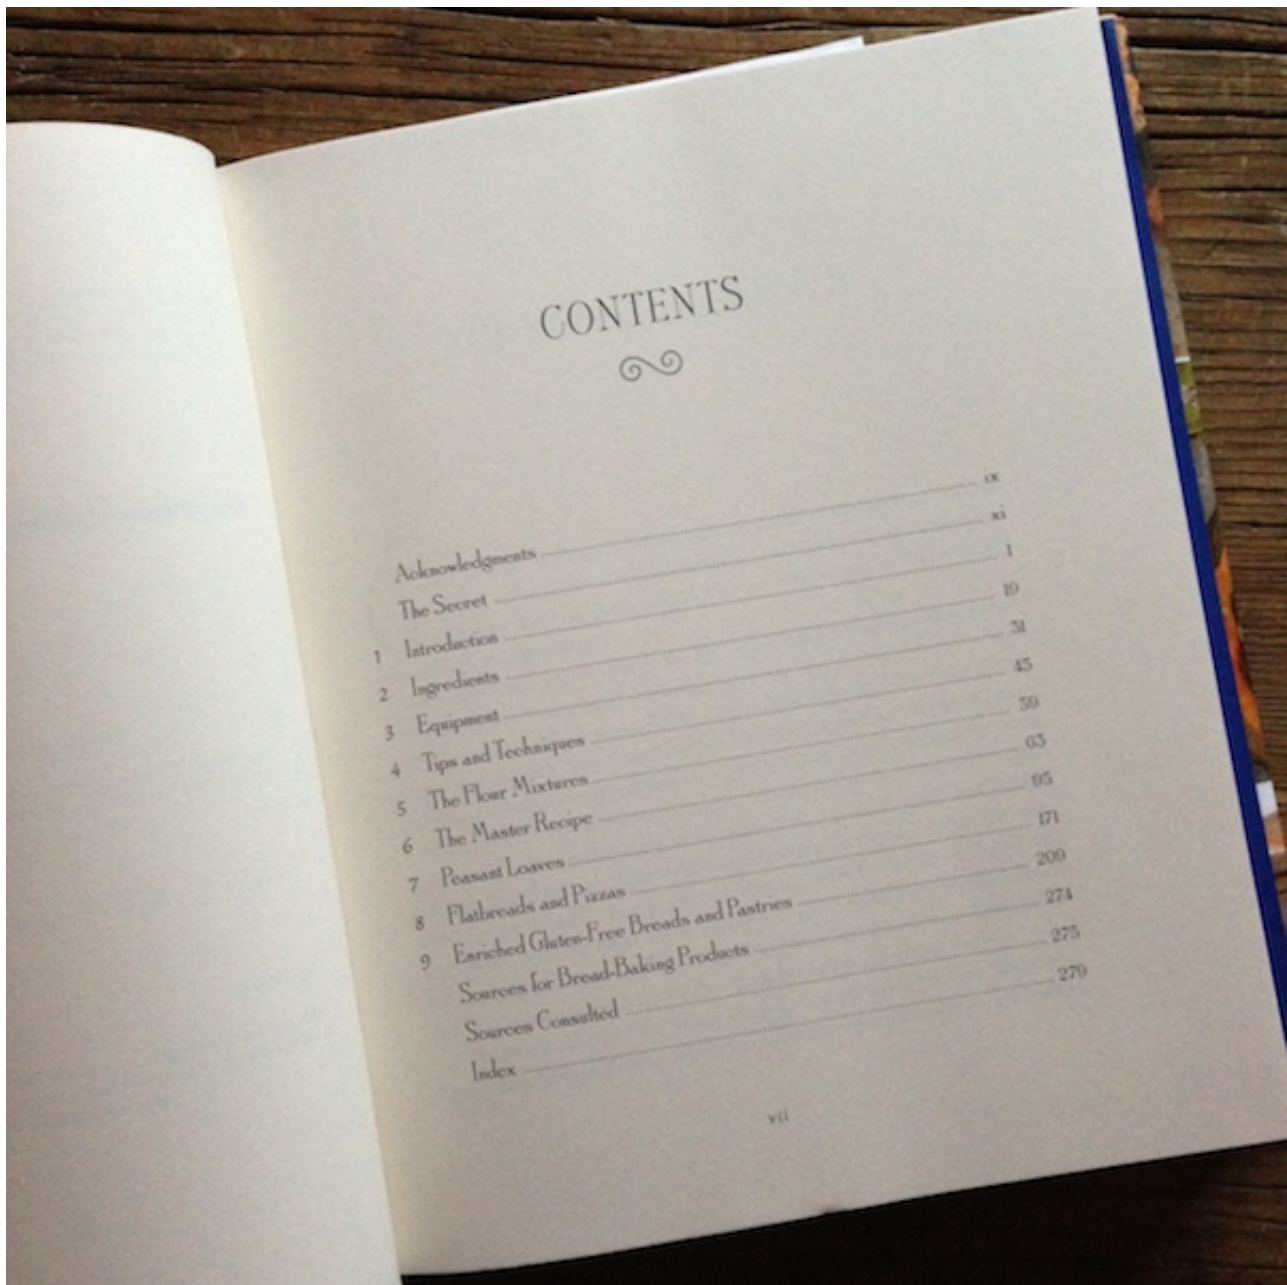 CONTENTS
Acknowledgments ix
The Secret xi
1 Introduction 1
2 Ingredients 19
3 Equipment 31
4 Tips and Techniques 45
5 The Flour Mixtures 59
6 The Master Recipe 63
7 Peasant Loaves 95
8 Flatbreads and Pizzas 171
9 Enriched Gluten-Free Breads and Pastries 209
Sources for Bread-Baking Products 274
Sources Consulted 275
Index 279
vii